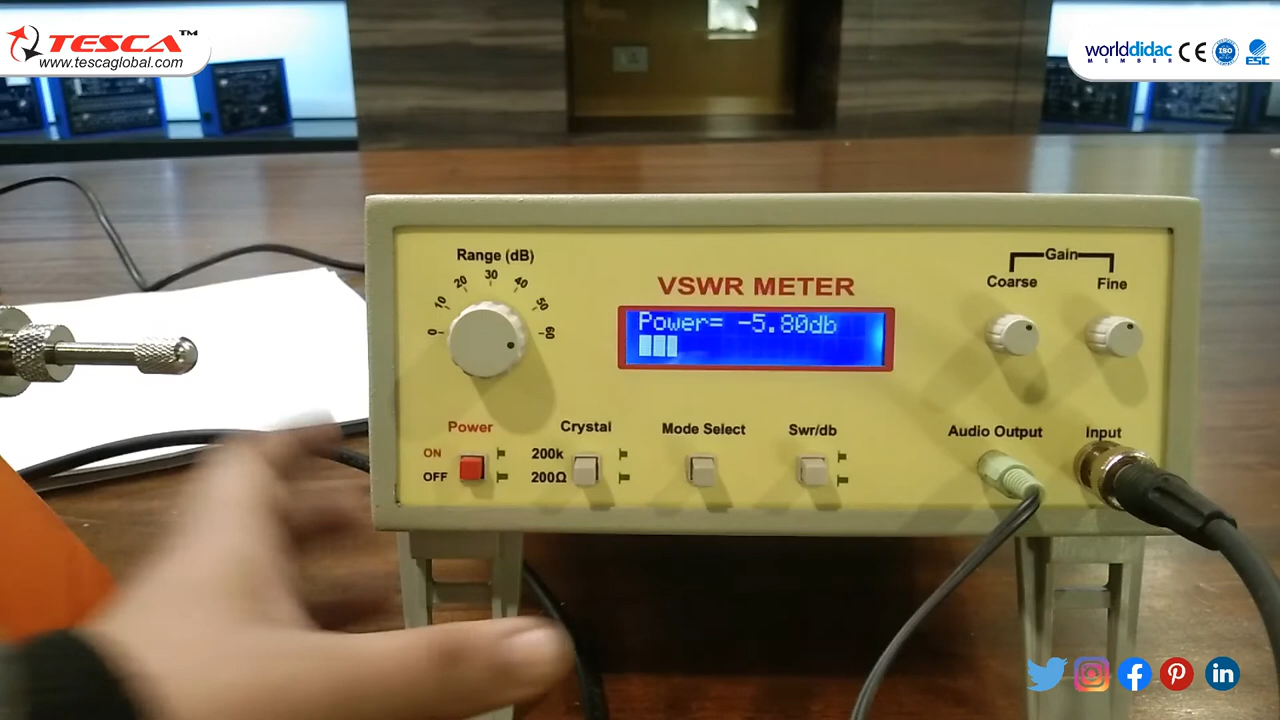 TESCA™
www.tescaglobal.com
worlddidac
MEMBER
CE
ISO
ESC
Range (dB)
0 10 20 30 40 50 60
VSWR METER
Power= -5.80db
Gain
Coarse Fine
Power Crystal Mode Select Swr/db Audio Output Input
ON 200k
OFF 200Ω